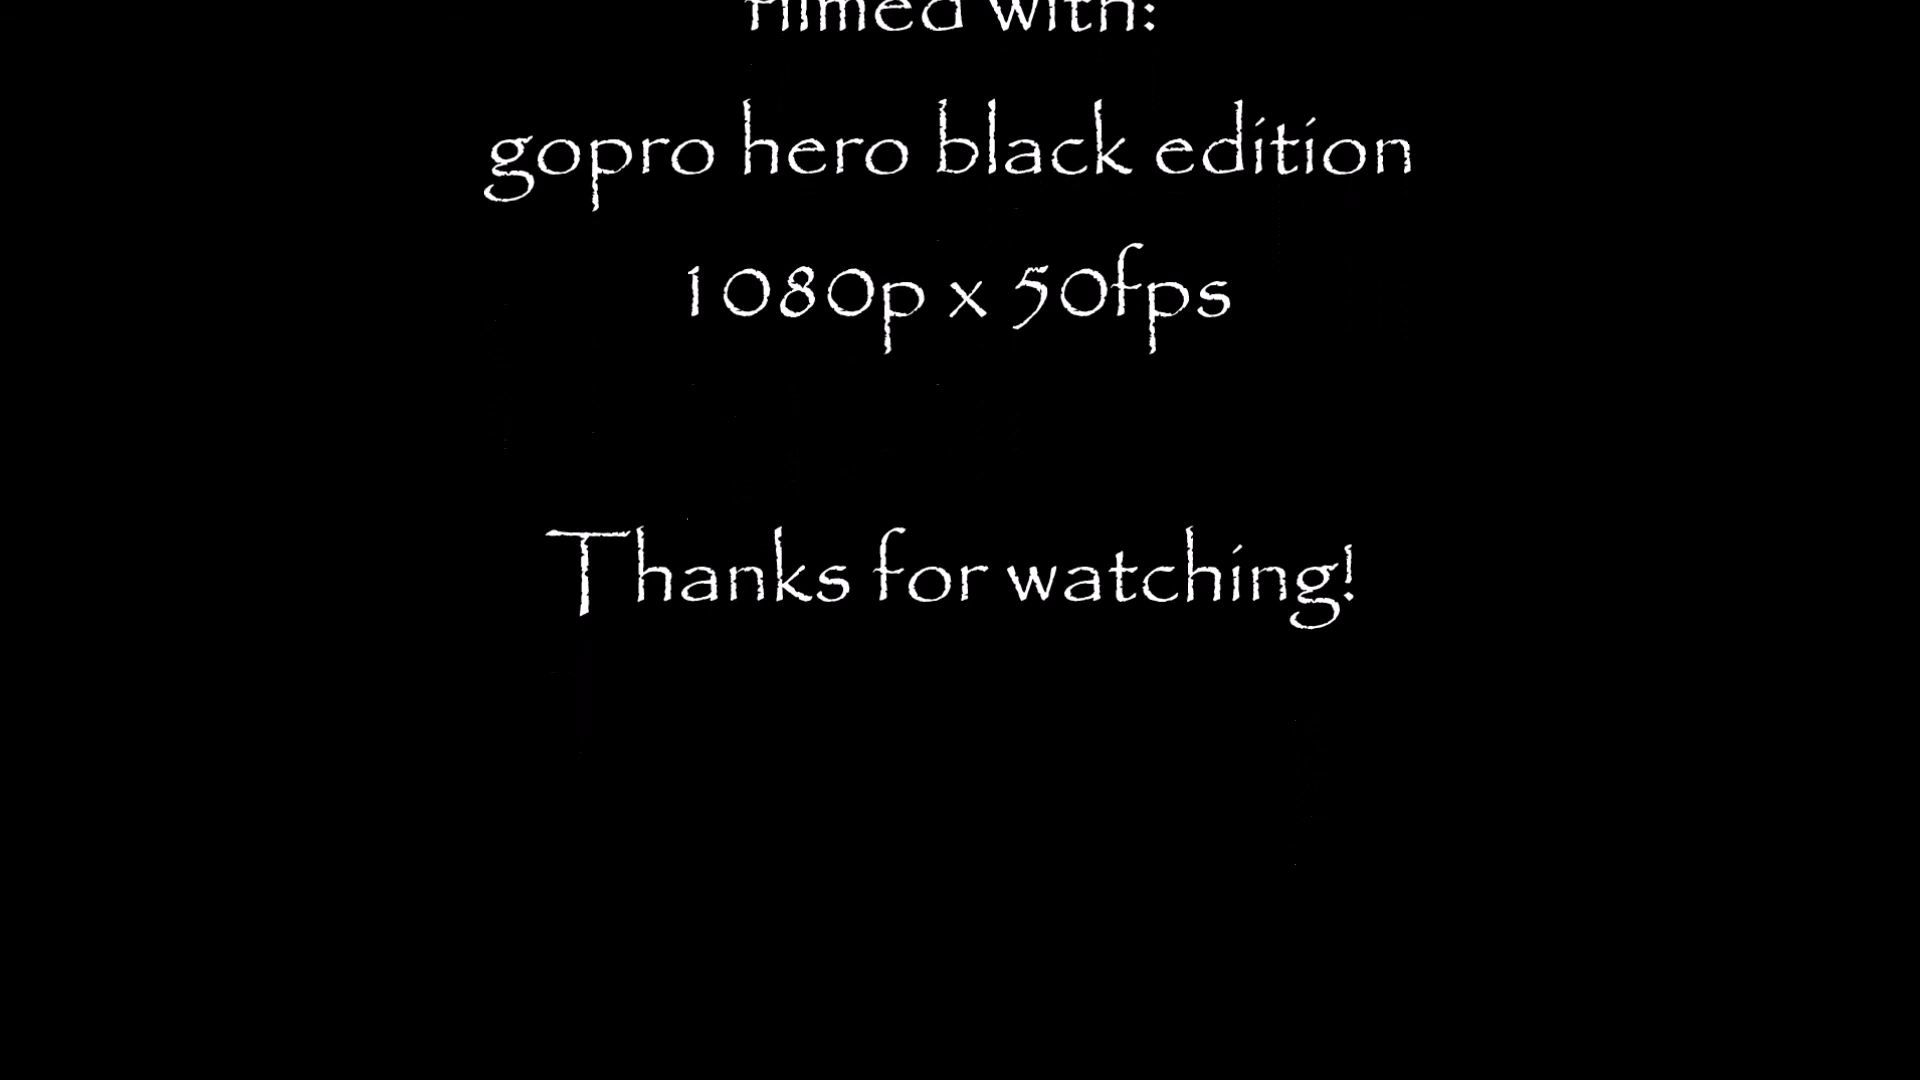 filmed with:
gopro hero black edition
1080p x 50fps
Thanks for watching!